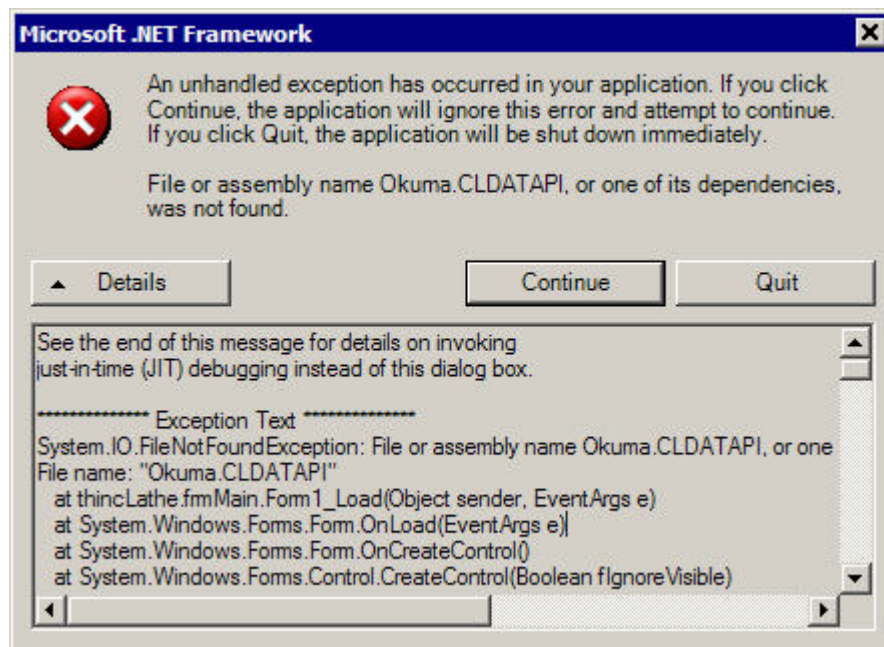 Microsoft .NET Framework
An unhandled exception has occurred in your application. If you click
Continue, the application will ignore this error and attempt to continue.
If you click Quit, the application will be shut down immediately.
File or assembly name Okuma.CLDATAPI, or one of its dependencies,
was not found.
Details
Continue
Quit
See the end of this message for details on invoking
just-in-time (JIT) debugging instead of this dialog box.
************** Exception Text **************
System.IO.FileNotFoundException: File or assembly name Okuma.CLDATAPI, or one
File name: "Okuma.CLDATAPI"
at thincLathe.frmMain.Form1_Load(Object sender, EventArgs e)
at System.Windows.Forms.Form.OnLoad(EventArgs e)
at System.Windows.Forms.Form.OnCreateControl()
at System.Windows.Forms.Control.CreateControl(Boolean fIgnoreVisible)